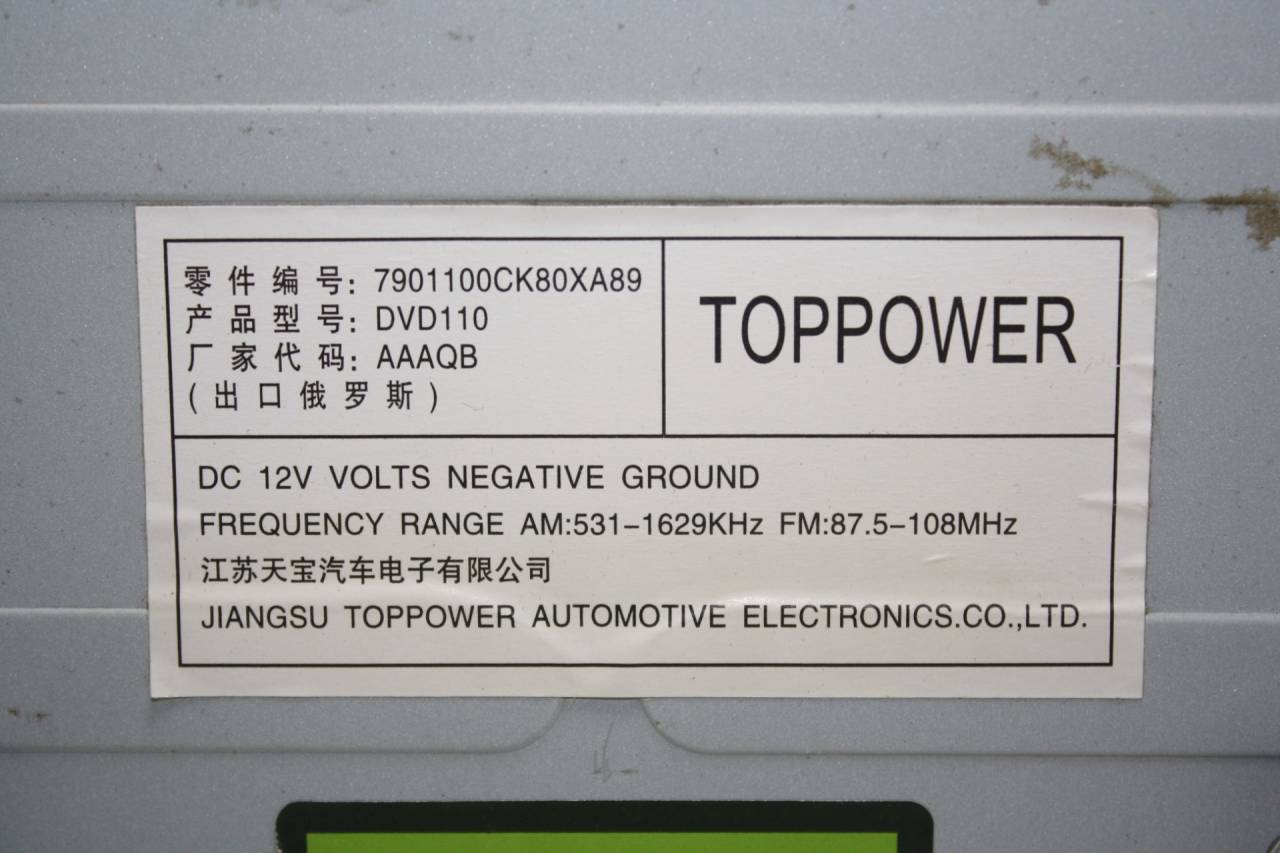 零件编号: 7901100CK80XA89
产品型号: DVD110
厂家代码: AAAQB
(出口俄罗斯)
TOPPOWER
DC 12V VOLTS NEGATIVE GROUND
FREQUENCY RANGE AM:531-1629KHz FM:87.5-108MHz
江苏天宝汽车电子有限公司
JIANGSU TOPPOWER AUTOMOTIVE ELECTRONICS.CO.,LTD.